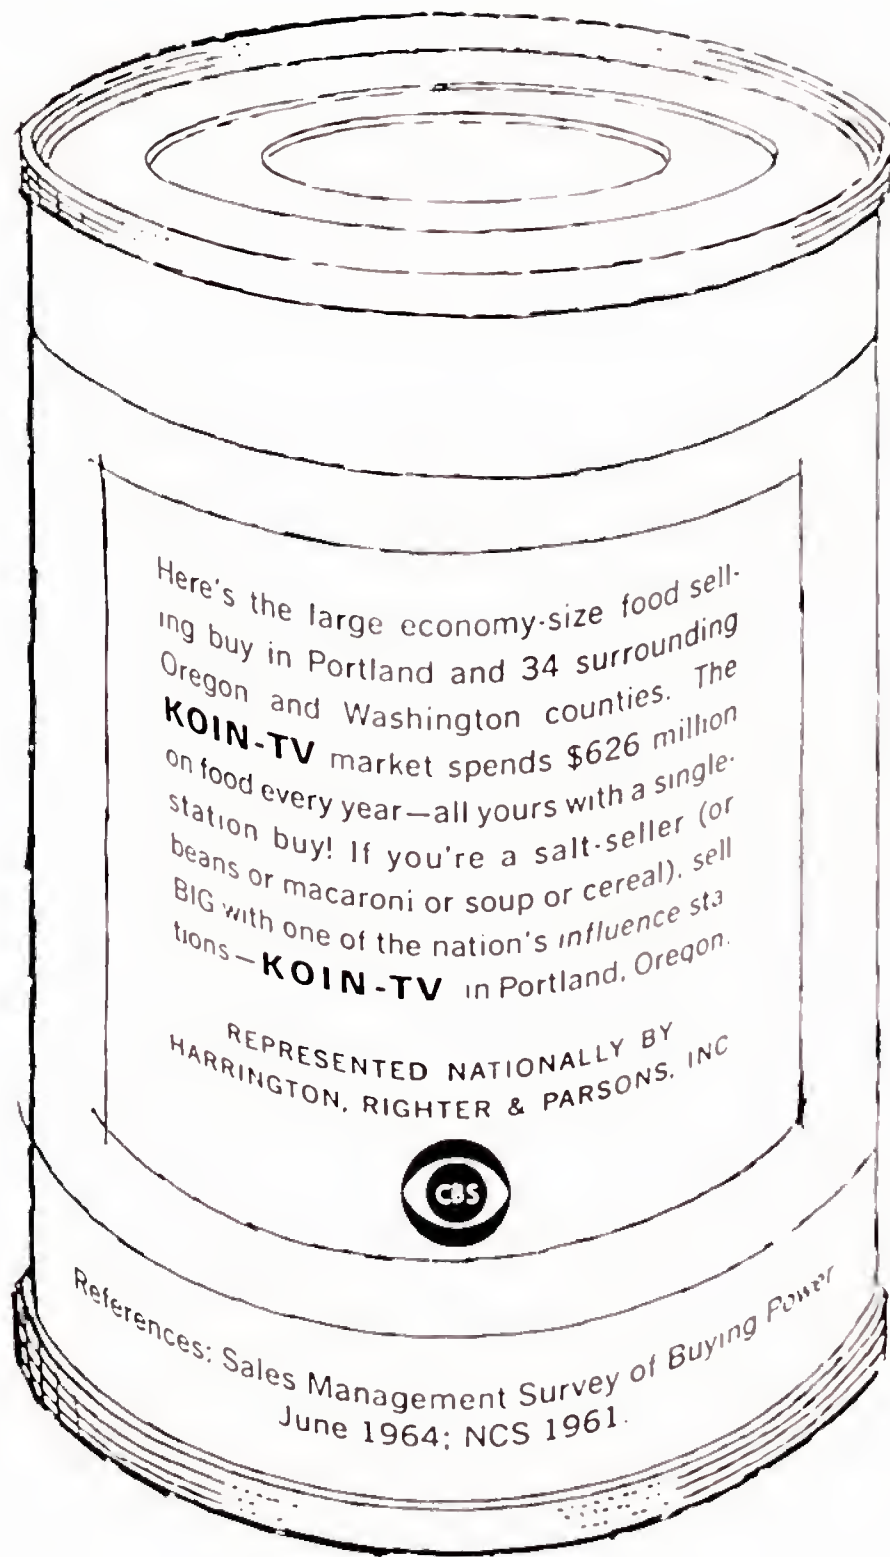 Here's the large economy-size food sell-
ing buy in Portland and 34 surrounding
Oregon and Washington counties. The
KOIN-TV market spends $626 million
on food every year—all yours with a single-
station buy! If you're a salt-seller (or
beans or macaroni or soup or cereal), sell
BIG with one of the nation's influence sta
tions—KOIN-TV in Portland, Oregon.
REPRESENTED NATIONALLY BY
HARRINGTON, RIGHTER & PARSONS, INC
CBS
References: Sales Management Survey of Buying Power
June 1964; NCS 1961.